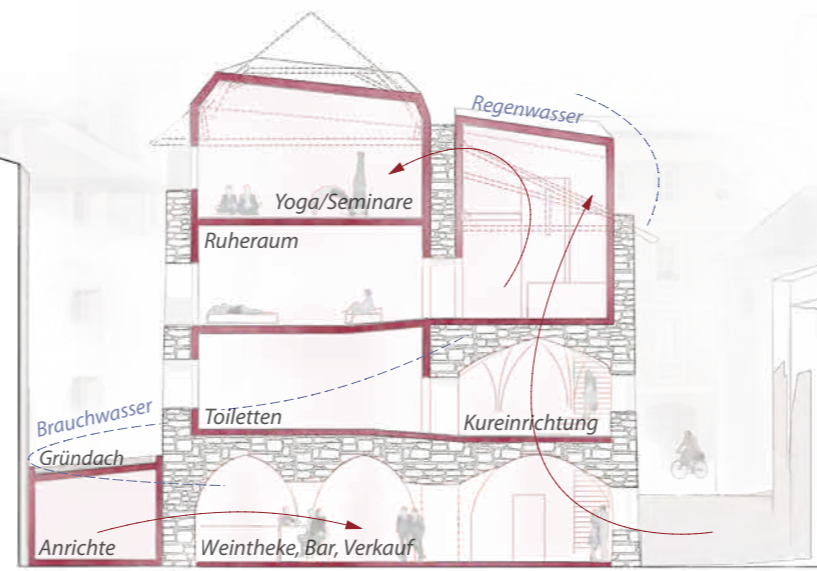 Regenwasser
Yoga/Seminare
Ruheraum
Brauchwasser
Toiletten
Kureinrichtung
Gründach
Anrichte
Weintheke, Bar, Verkauf